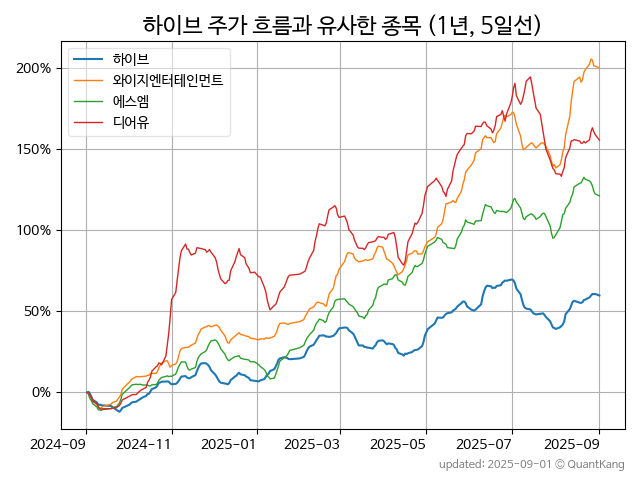 하이브 주가 흐름과 유사한 종목 (1년, 5일선)
하이브
와이지엔터테인먼트
에스엠
디어유
200%
150%
100%
50%
0%
2024-09 2024-11 2025-01 2025-03 2025-05 2025-07 2025-09
updated: 2025-09-01 © QuantKang